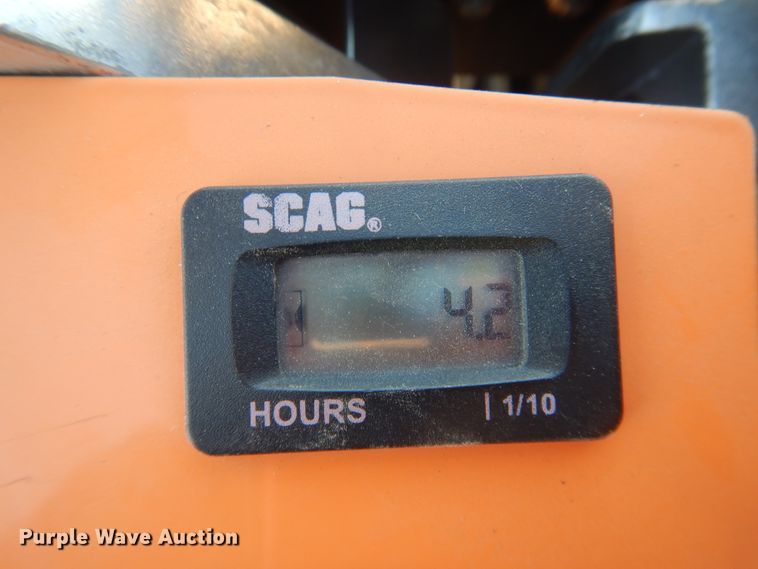 SCAG®
4.2
HOURS | 1/10
Purple Wave Auction